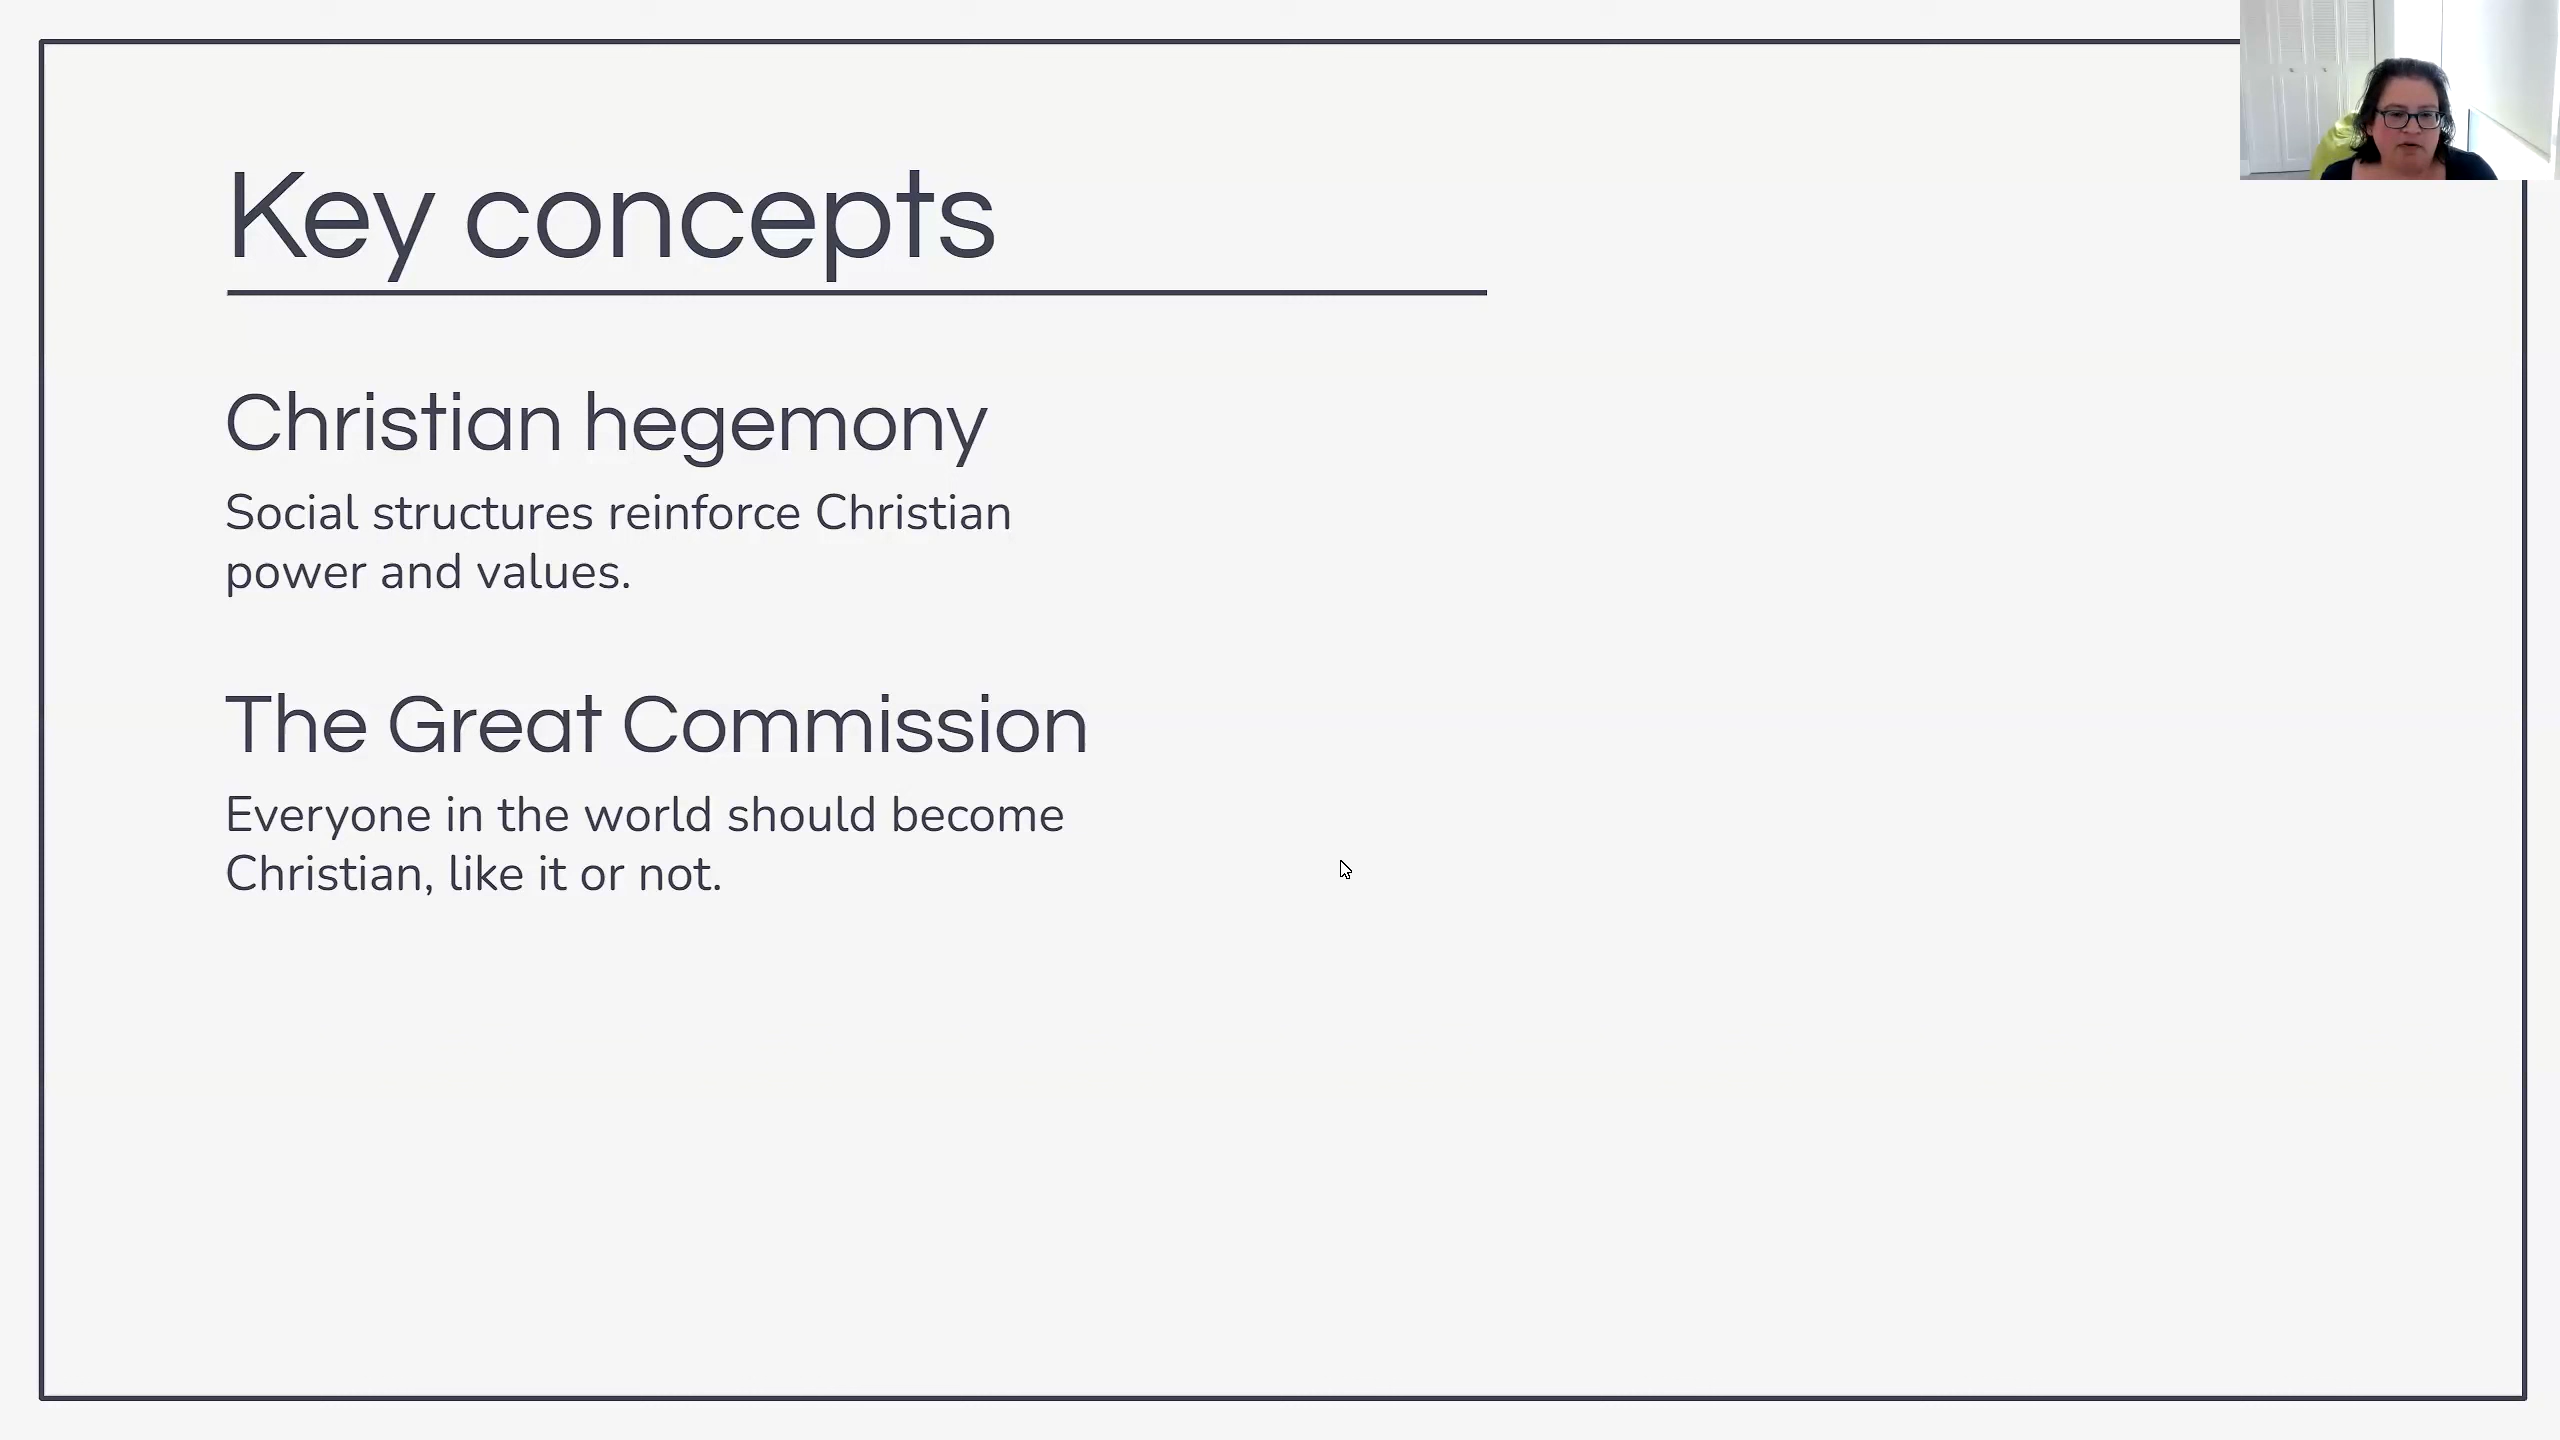 Key concepts
Christian hegemony
Social structures reinforce Christian
power and values.
The Great Commission
Everyone in the world should become
Christian, like it or not.